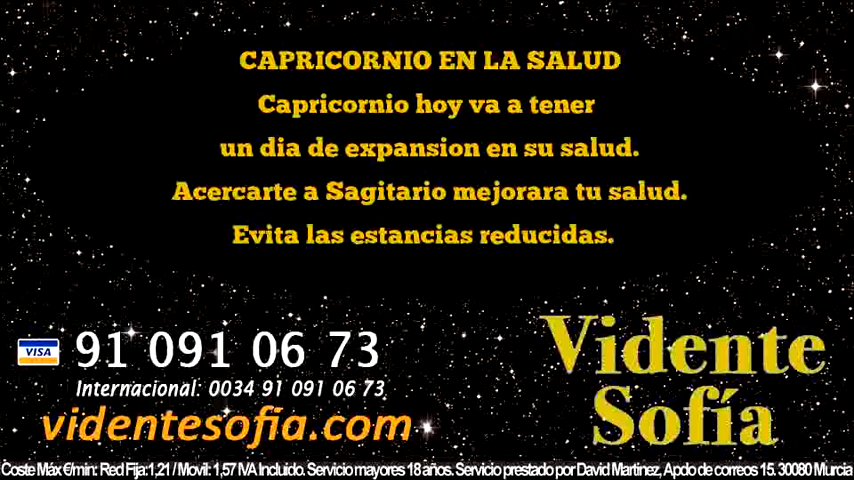 CAPRICORNIO EN LA SALUD
Capricornio hoy va a tener
un dia de expansion en su salud.
Acercarte a Sagitario mejorara tu salud.
Evita las estancias reducidas.
VISA 91 091 06 73
Internacional: 0034 91 091 06 73
videntesofia.com
Vidente
Sofía
Coste Máx €/min: Red Fija:1,21 / Movil: 1,57 IVA Incluido. Servicio mayores 18 años. Servicio prestado por David Martinez, Apdo de correos 15. 30080 Murcia